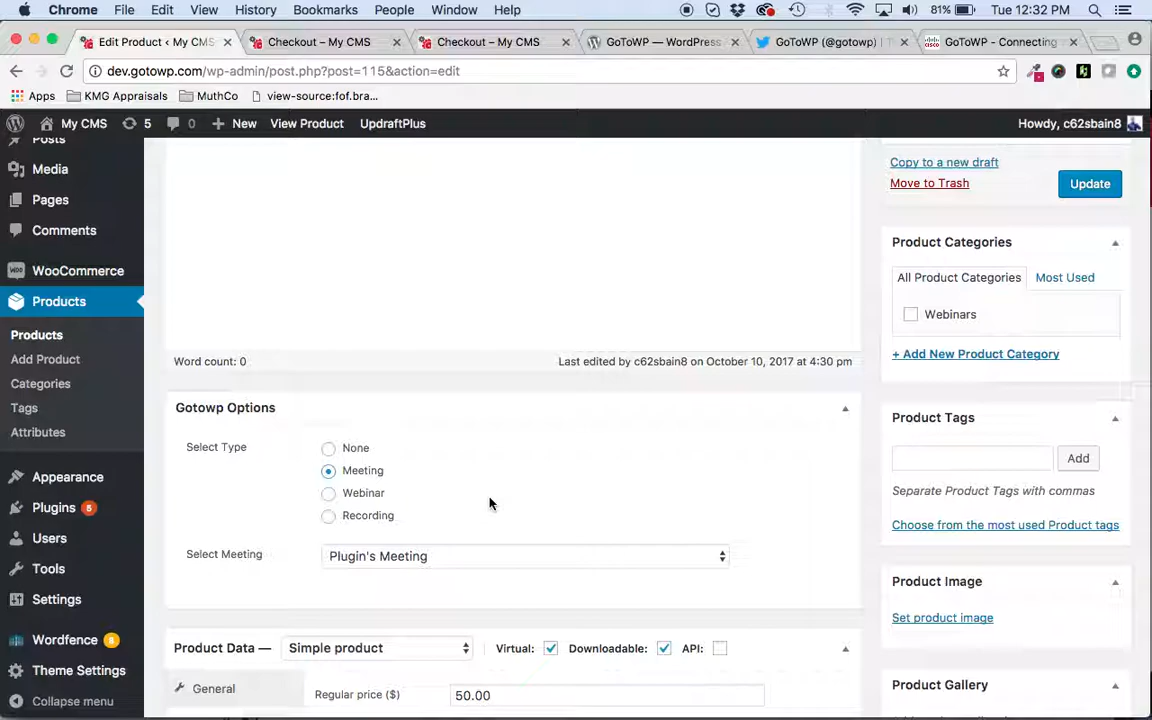 Chrome File Edit View History Bookmarks People Window Help 81% Tue 12:32 PM
Edit Product ‹ My CMS Checkout – My CMS Checkout – My CMS GoToWP — WordPress GoToWP (@gotowp) | T GoToWP - Connecting
dev.gotowp.com/wp-admin/post.php?post=115&action=edit
Apps KMG Appraisals MuthCo view-source:fof.bra...
My CMS 5 0 New View Product UpdraftPlus Howdy, c62sbain8
Posts
Media
Pages
Comments
WooCommerce
Products
Products
Add Product
Categories
Tags
Attributes
Appearance
Plugins 5
Users
Tools
Settings
Wordfence 8
Theme Settings
Collapse menu
Word count: 0 Last edited by c62sbain8 on October 10, 2017 at 4:30 pm
Gotowp Options
Select Type
None
Meeting
Webinar
Recording
Select Meeting Plugin's Meeting
Product Data — Simple product Virtual: Downloadable: API:
General Regular price ($) 50.00
Copy to a new draft
Move to Trash Update
Product Categories
All Product Categories Most Used
Webinars
+ Add New Product Category
Product Tags
Add
Separate Product Tags with commas
Choose from the most used Product tags
Product Image
Set product image
Product Gallery